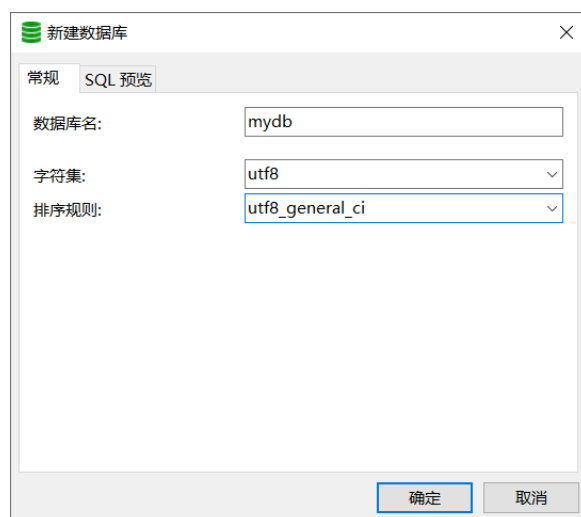 新建数据库
常规 SQL 预览
数据库名: mydb
字符集: utf8
排序规则: utf8_general_ci
确定 取消